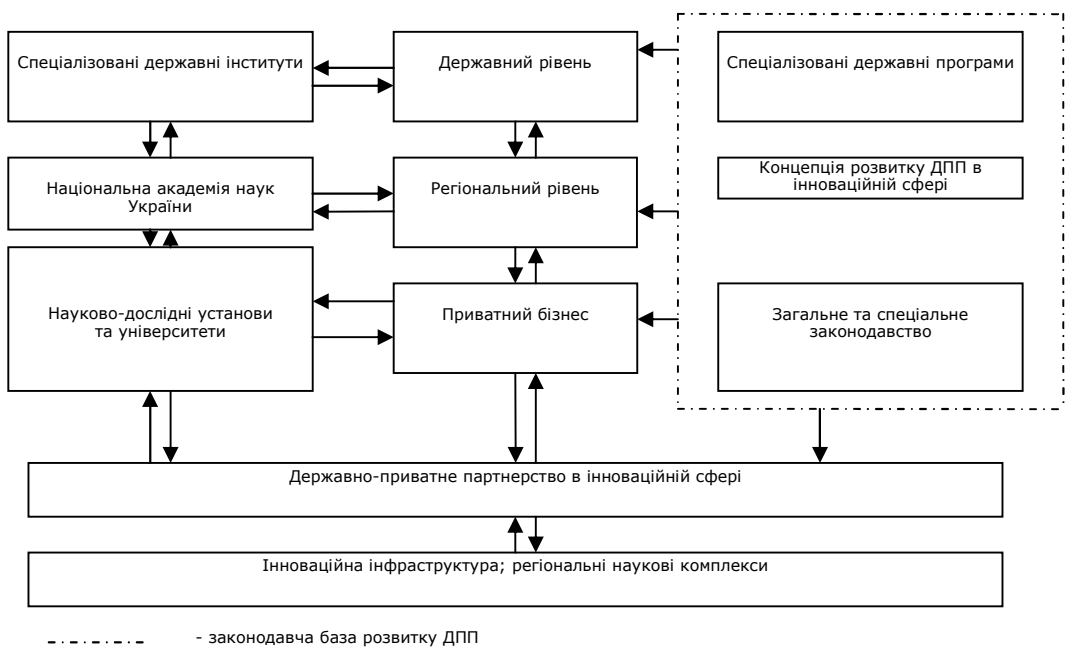 Спеціалізовані державні інститути
Державний рівень
Спеціалізовані державні програми
Національна академія наук
України
Регіональний рівень
Концепція розвитку ДПП в
інноваційній сфері
Науково-дослідні установи
та університети
Приватний бізнес
Загальне та спеціальне
законодавство
Державно-приватне партнерство в інноваційній сфері
Інноваційна інфраструктура; регіональні наукові комплекси
- законодавча база розвитку ДПП